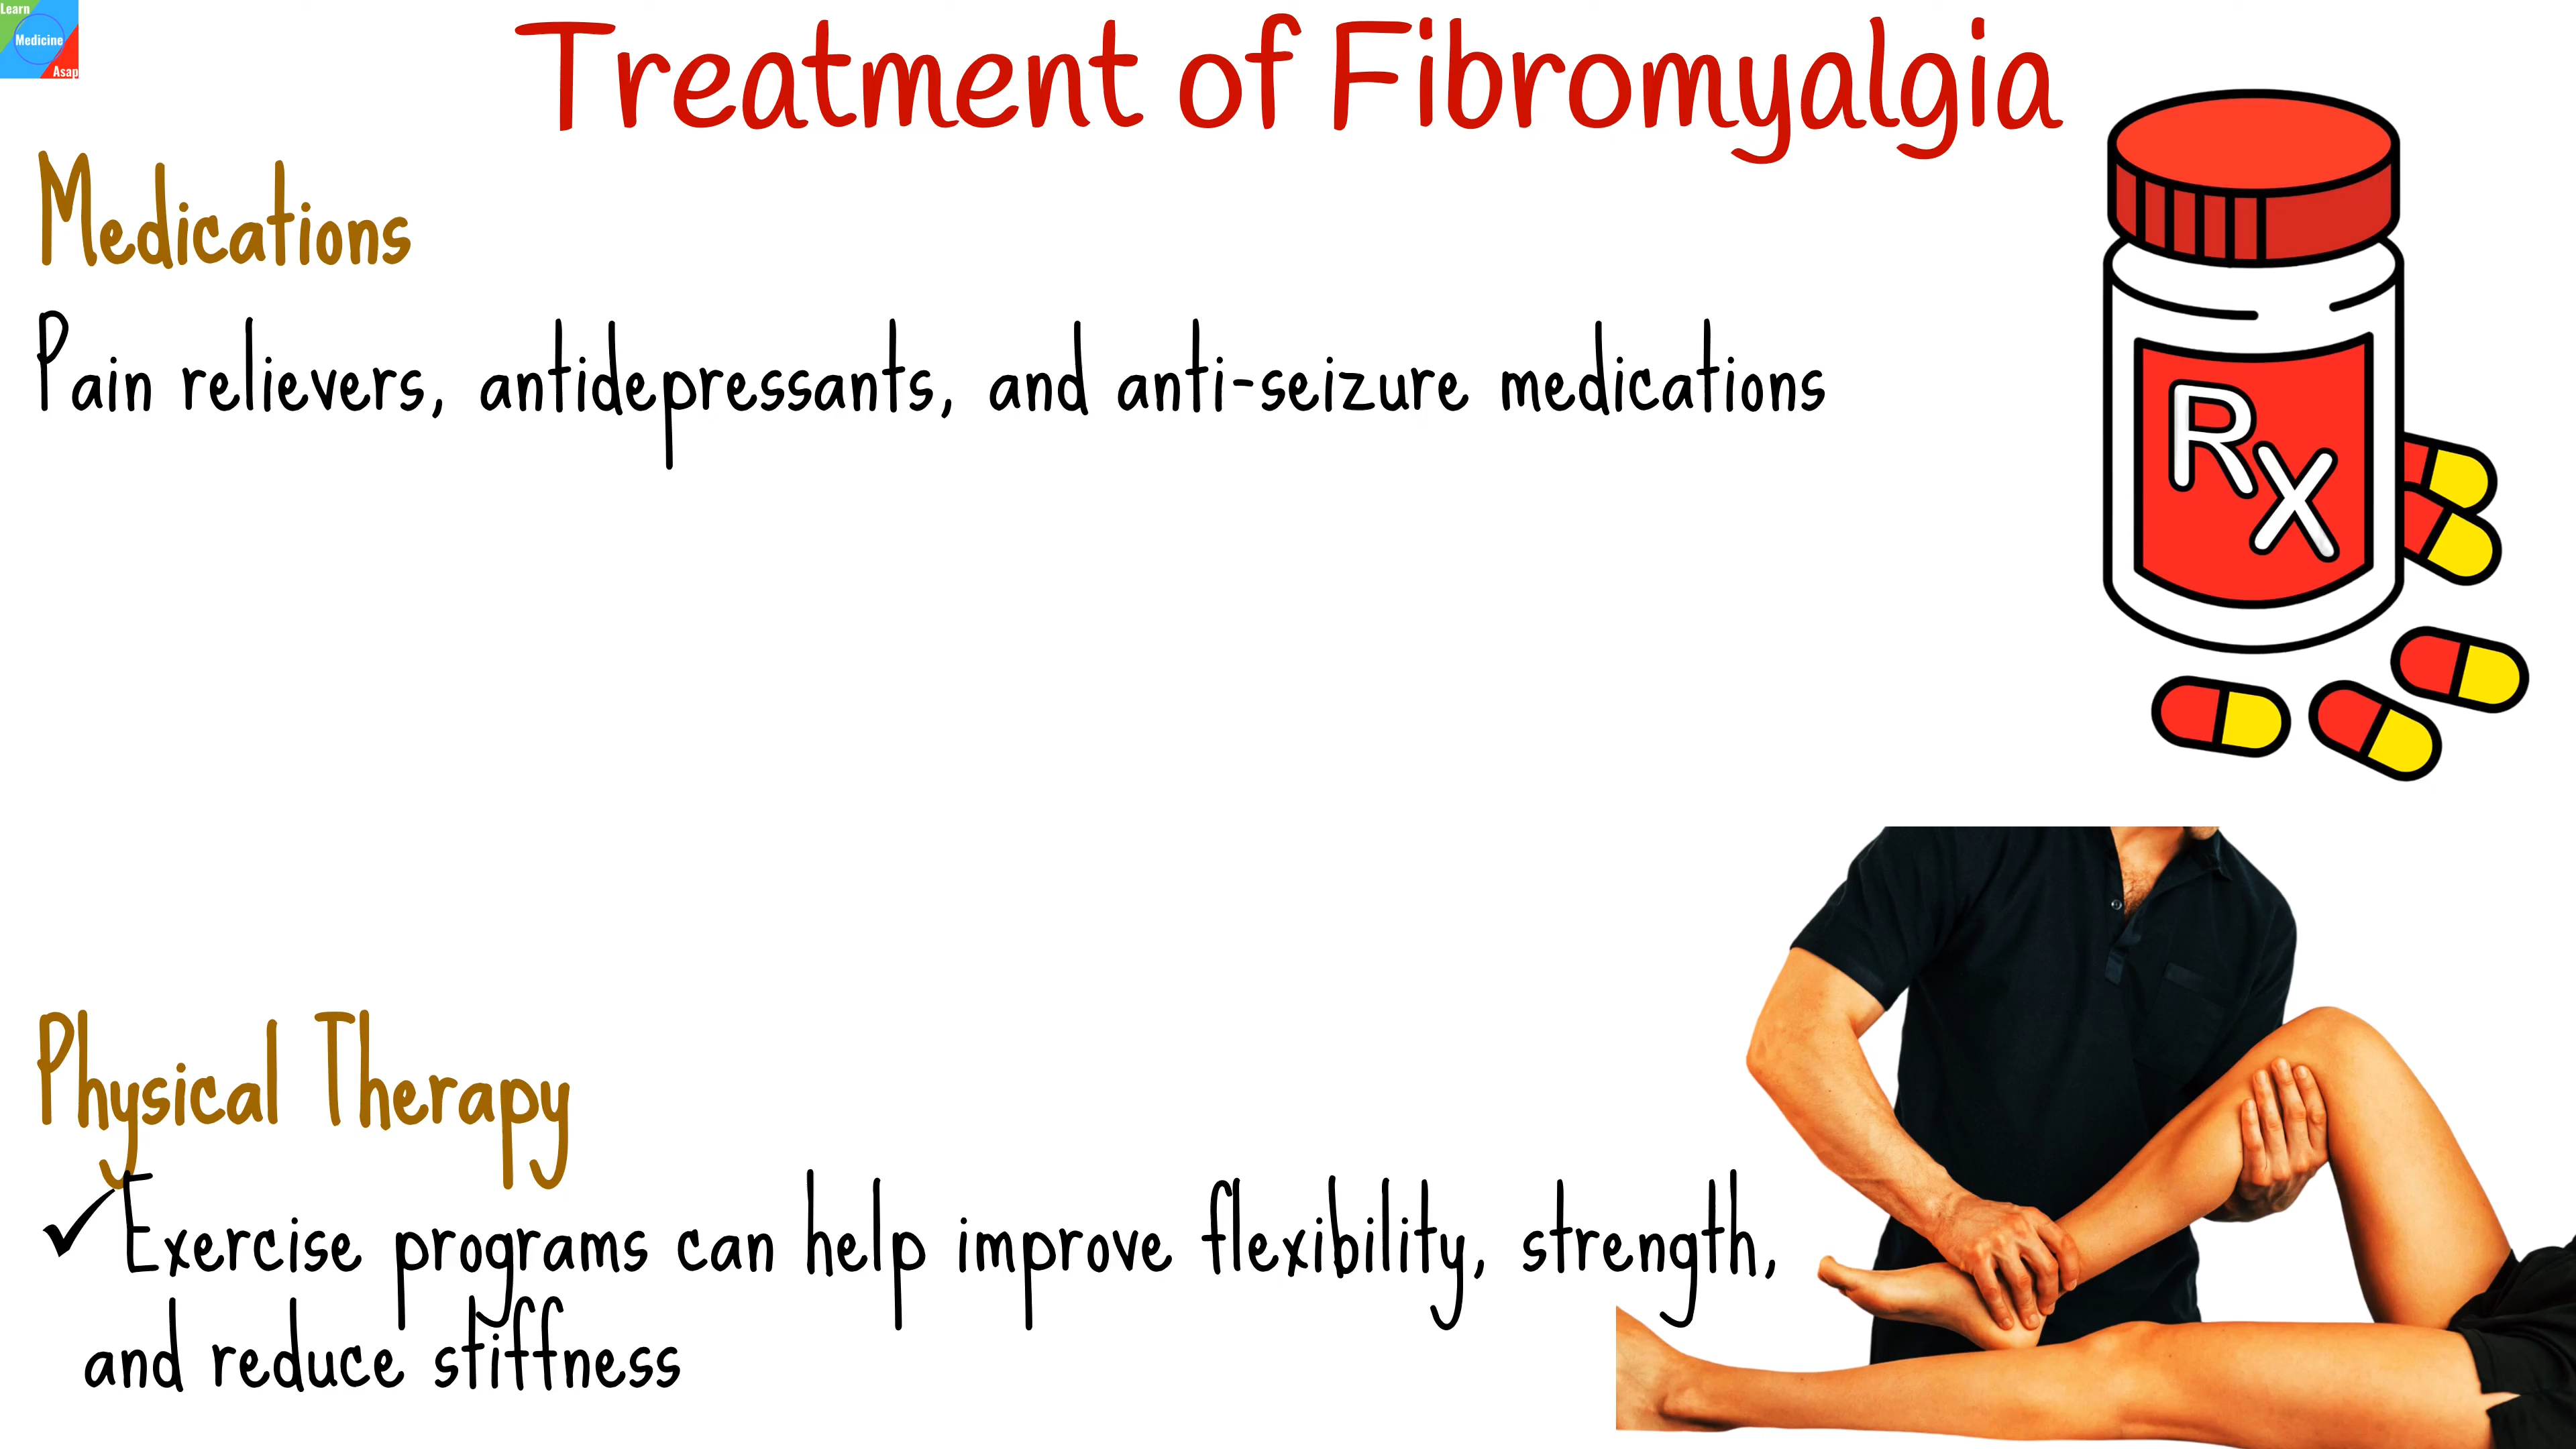 Learn
Medicine
Asap
Treatment of Fibromyalgia
Medications
Pain relievers, antidepressants, and anti-seizure medications
Rx
Physical Therapy
✓Exercise programs can help improve flexibility, strength,
and reduce stiffness